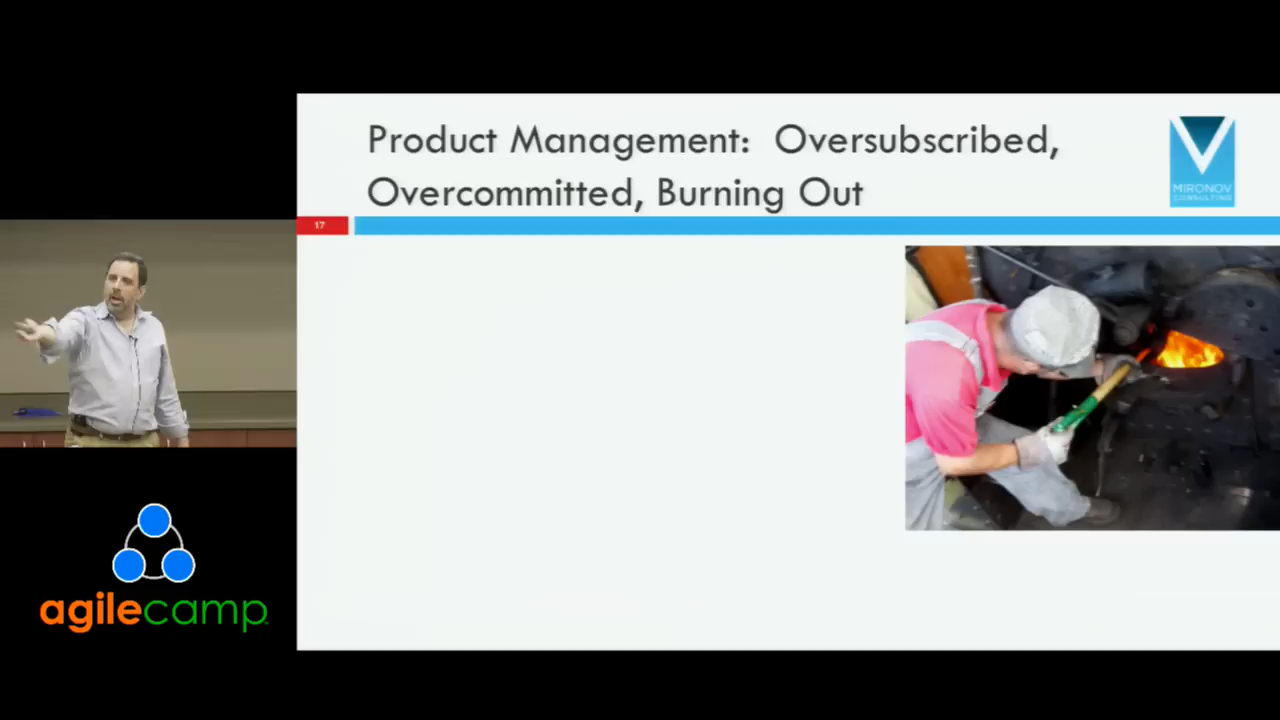 Product Management: Oversubscribed,
Overcommitted, Burning Out
MIRONOV
CONSULTING
17
agilecamp